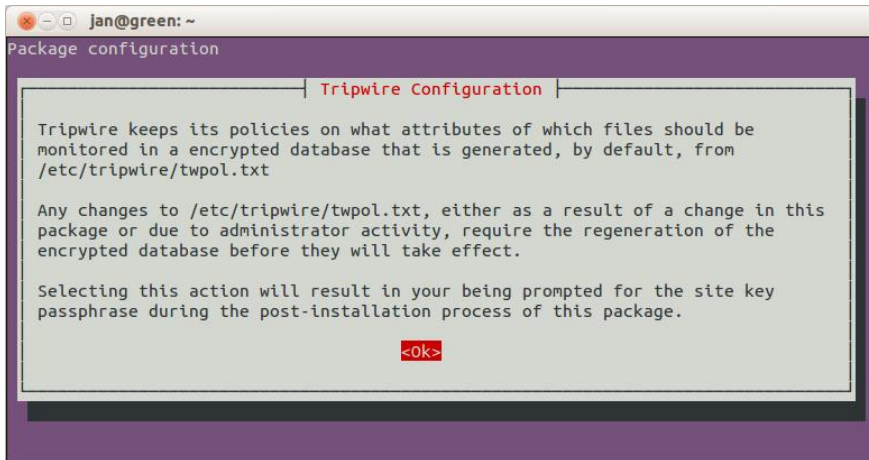 jan@green: ~
Package configuration
Tripwire Configuration
Tripwire keeps its policies on what attributes of which files should be
monitored in a encrypted database that is generated, by default, from
/etc/tripwire/twpol.txt
Any changes to /etc/tripwire/twpol.txt, either as a result of a change in this
package or due to administrator activity, require the regeneration of the
encrypted database before they will take effect.
Selecting this action will result in your being prompted for the site key
passphrase during the post-installation process of this package.
<Ok>